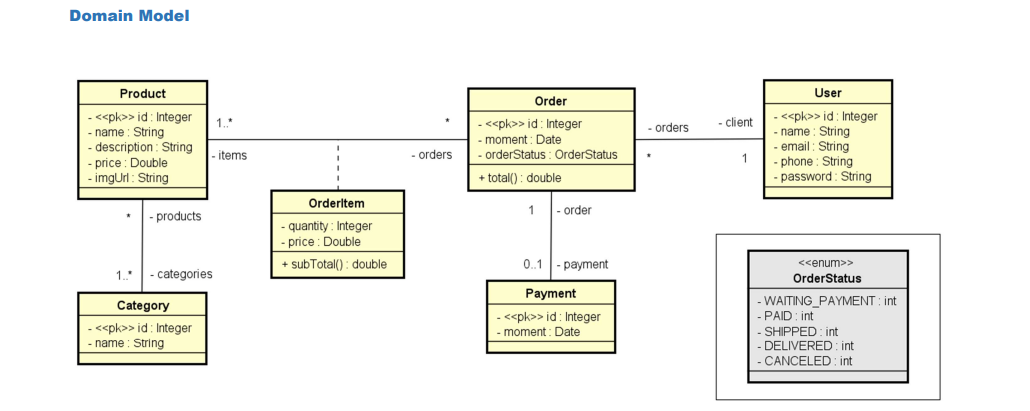 Domain Model
Product
- <<pk>> id : Integer
- name : String
- description : String
- price : Double
- imgUrl : String
1..*
*
- items
- orders
Order
- <<pk>> id : Integer
- moment : Date
- orderStatus : OrderStatus
+ total() : double
- orders
- client
*
1
User
- <<pk>> id : Integer
- name : String
- email : String
- phone : String
- password : String
OrderItem
- quantity : Integer
- price : Double
+ subTotal() : double
* - products
1..* - categories
Category
- <<pk>> id : Integer
- name : String
1 - order
0..1 - payment
Payment
- <<pk>> id : Integer
- moment : Date
<<enum>>
OrderStatus
- WAITING_PAYMENT : int
- PAID : int
- SHIPPED : int
- DELIVERED : int
- CANCELED : int